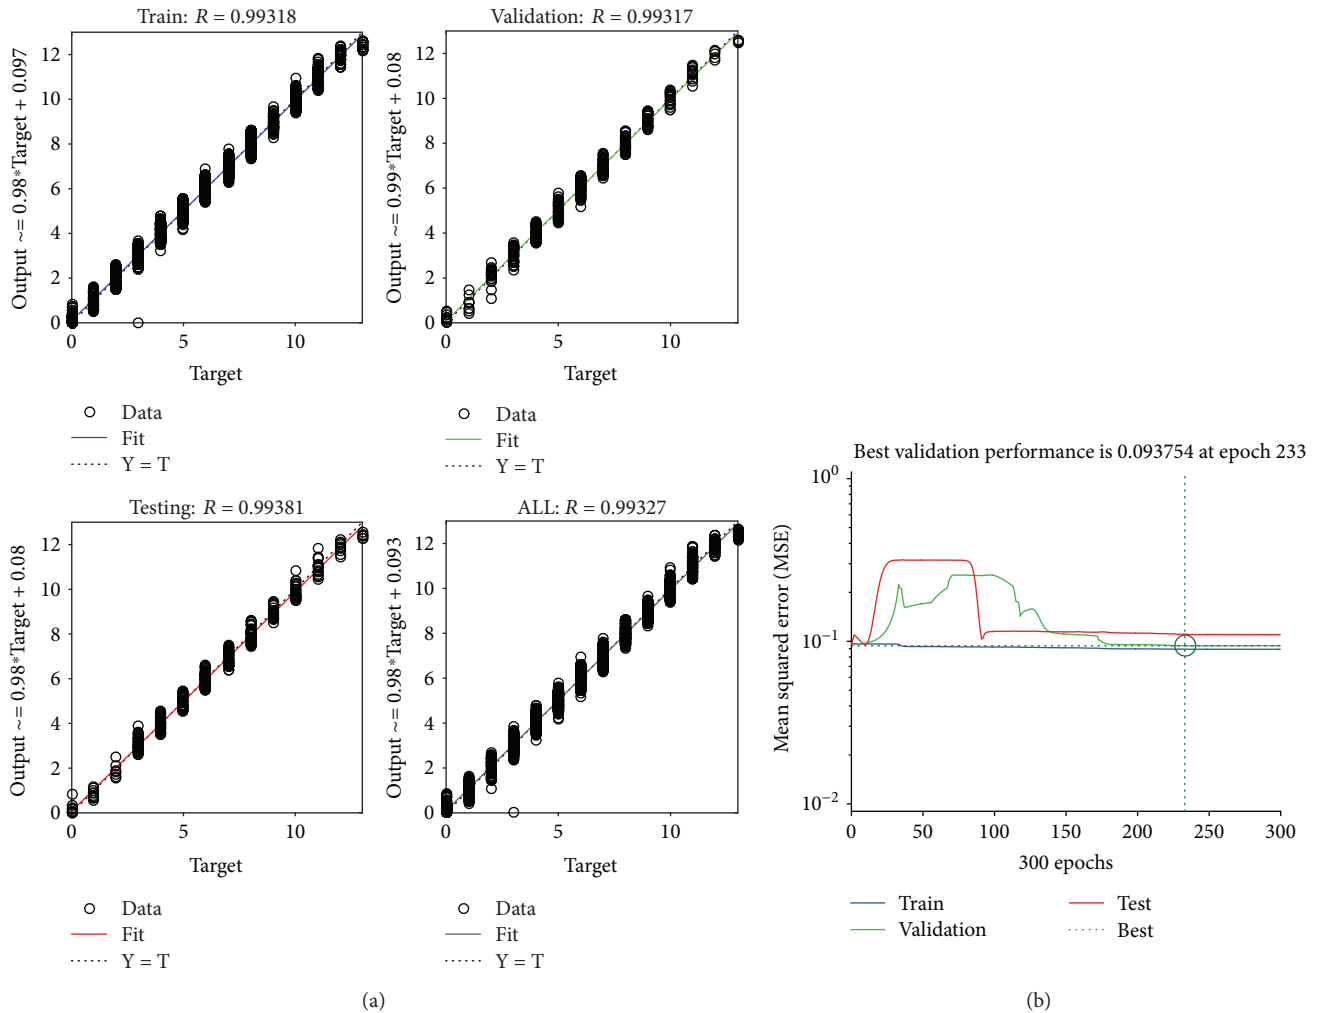 Train: R = 0.99318
Output ~= 0.98*Target + 0.097
12
10
8
6
4
2
0
0 5 10
Target
Data
Fit
Y = T
Validation: R = 0.99317
Output ~= 0.99*Target + 0.08
12
10
8
6
4
2
0
0 5 10
Target
Data
Fit
Y = T
Testing: R = 0.99381
Output ~= 0.98*Target + 0.08
12
10
8
6
4
2
0
0 5 10
Target
Data
Fit
Y = T
ALL: R = 0.99327
Output ~= 0.98*Target + 0.093
12
10
8
6
4
2
0
0 5 10
Target
Data
Fit
Y = T
(a)
Best validation performance is 0.093754 at epoch 233
Mean squared error (MSE)
10⁰
10⁻¹
10⁻²
0 50 100 150 200 250 300
300 epochs
Train
Validation
Test
Best
(b)